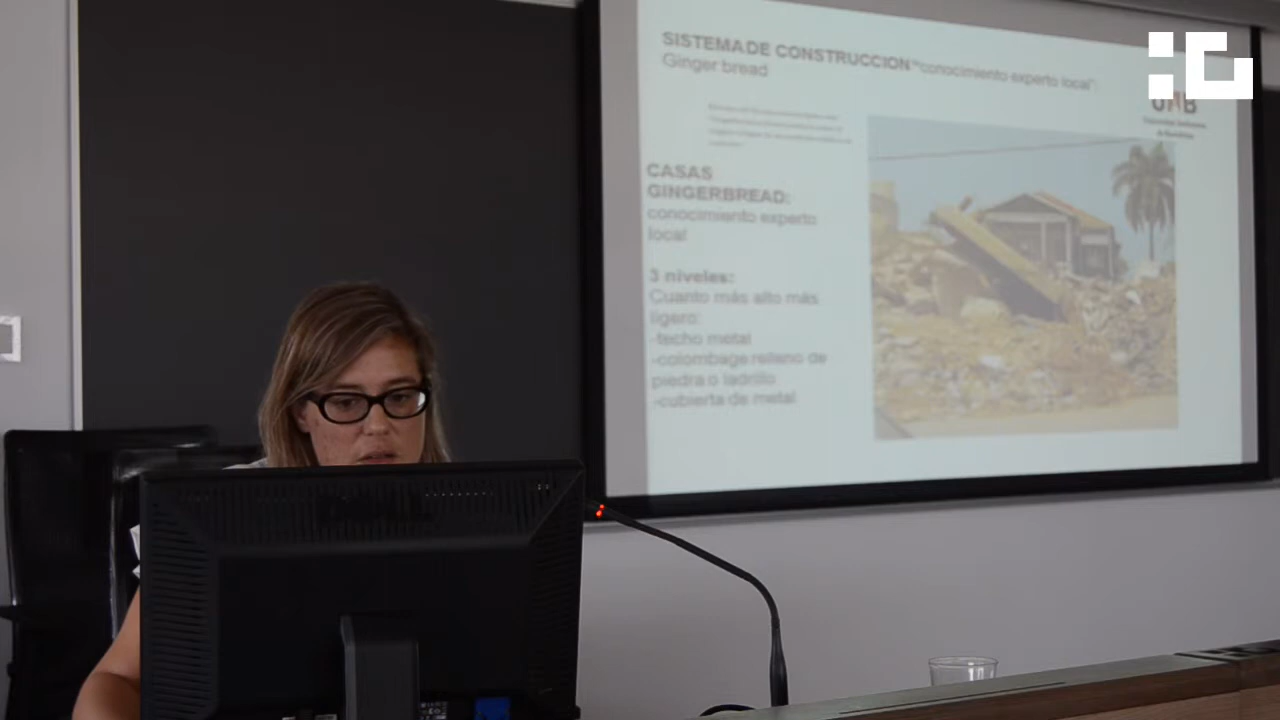 SISTEMA DE CONSTRUCCION "conocimiento experto local":
Ginger bread
UAB
CASAS
GINGERBREAD:
conocimiento experto
local
3 niveles:
Cuanto más alto más
ligero:
-techo metal
-colombage relleno de
piedra o ladrillo
-cubierta de metal